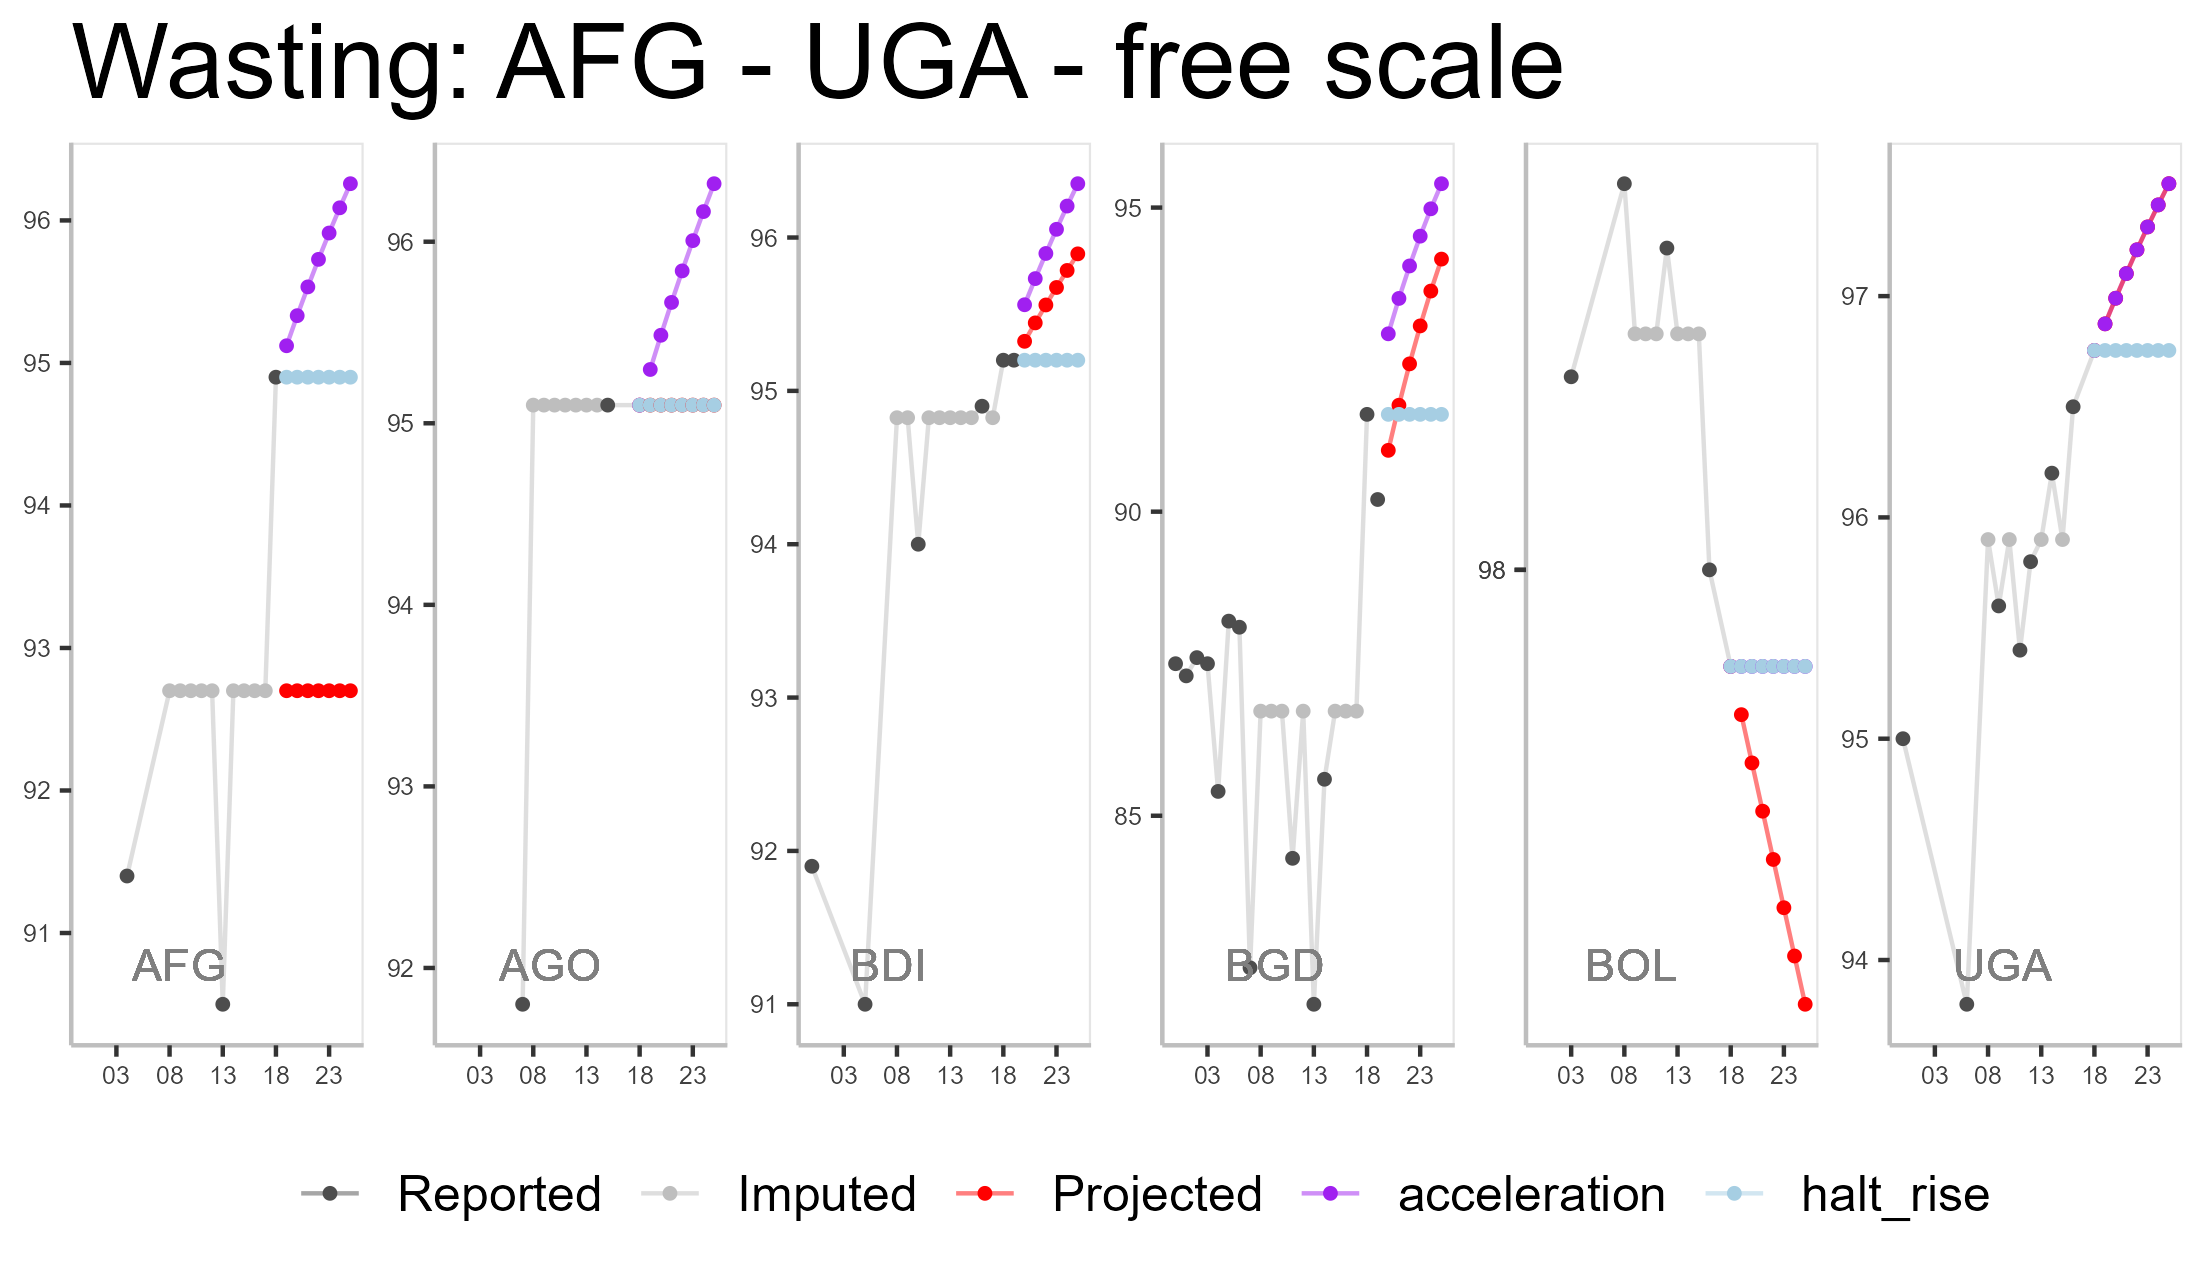 Wasting: AFG - UGA - free scale
96
95
94
93
92
91
AFG
03 08 13 18 23
96
95
94
93
92
AGO
03 08 13 18 23
96
95
94
93
92
91
BDI
03 08 13 18 23
95
90
85
BGD
03 08 13 18 23
98
BOL
03 08 13 18 23
97
96
95
94
UGA
03 08 13 18 23
Reported Imputed Projected acceleration halt_rise